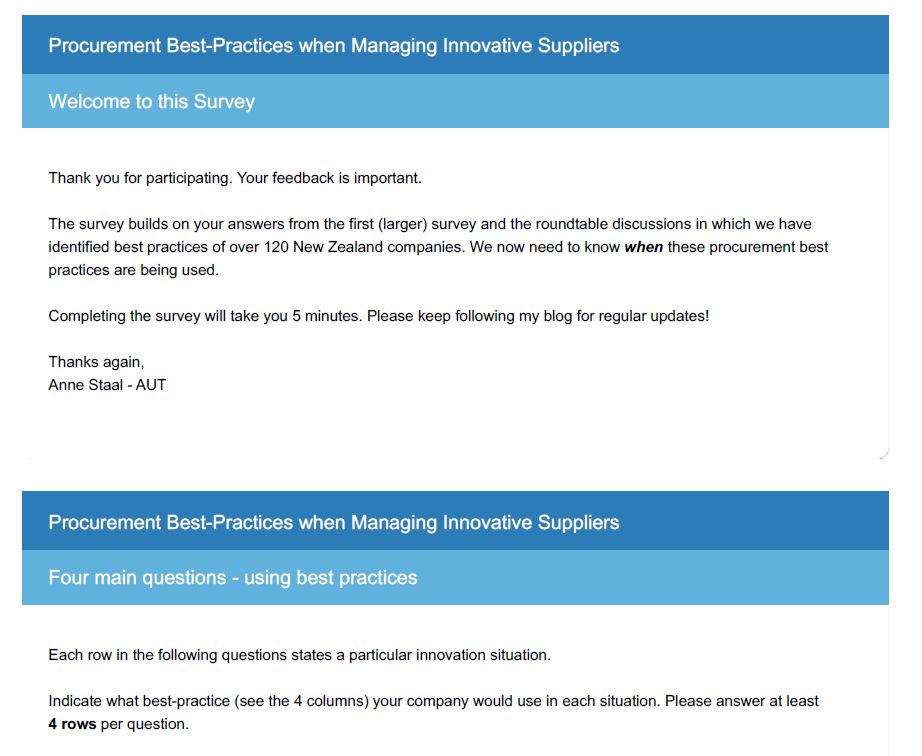 Procurement Best-Practices when Managing Innovative Suppliers
Welcome to this Survey
Thank you for participating. Your feedback is important.
The survey builds on your answers from the first (larger) survey and the roundtable discussions in which we have
identified best practices of over 120 New Zealand companies. We now need to know when these procurement best
practices are being used.
Completing the survey will take you 5 minutes. Please keep following my blog for regular updates!
Thanks again,
Anne Staal - AUT
Procurement Best-Practices when Managing Innovative Suppliers
Four main questions - using best practices
Each row in the following questions states a particular innovation situation.
Indicate what best-practice (see the 4 columns) your company would use in each situation. Please answer at least
4 rows per question.